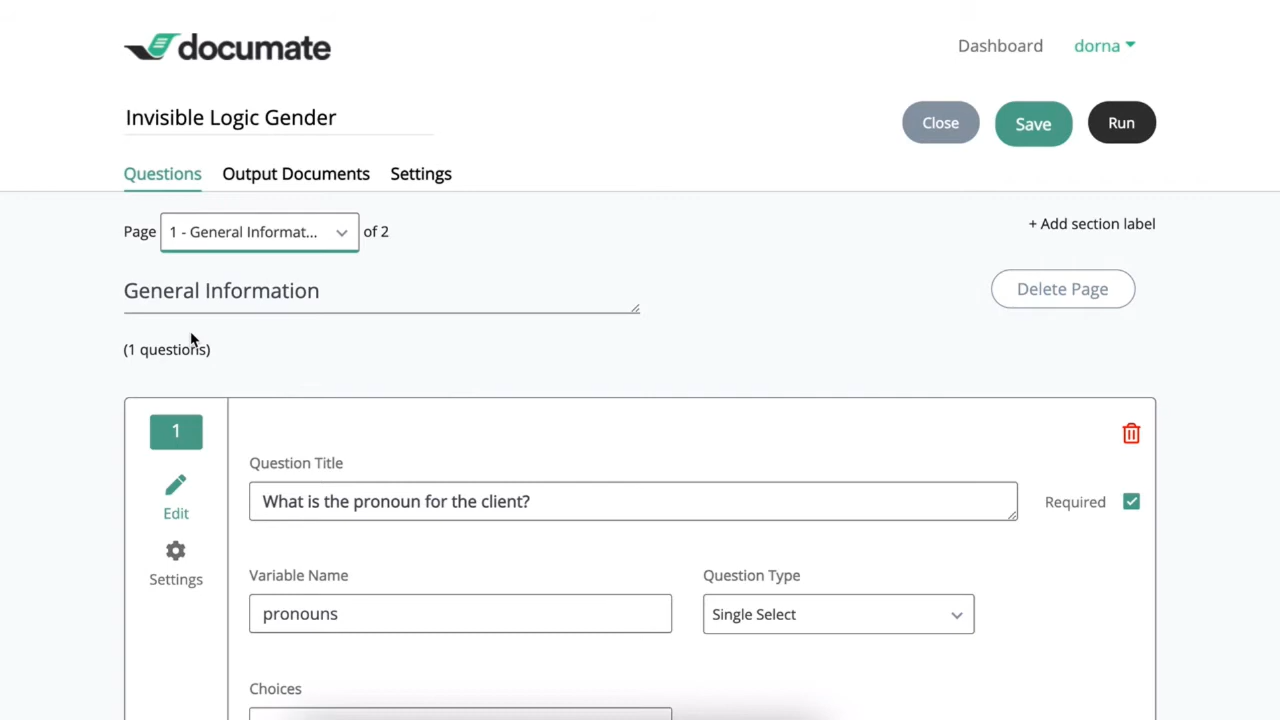 documate
Dashboard dorna
Invisible Logic Gender
Close Save Run
Questions Output Documents Settings
Page 1 - General Informat... of 2
+ Add section label
General Information
Delete Page
(1 questions)
1
Question Title
What is the pronoun for the client?
Required
Edit
Settings
Variable Name Question Type
pronouns Single Select
Choices